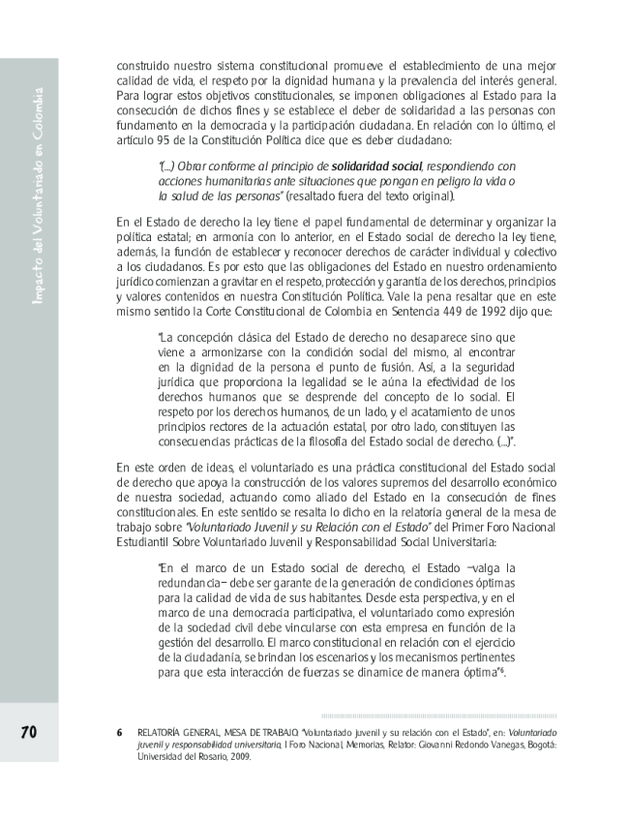 construido nuestro sistema constitucional promueve el establecimiento de una mejor
calidad de vida, el respeto por la dignidad humana y la prevalencia del interés general.
Para lograr estos objetivos constitucionales, se imponen obligaciones al Estado para la
consecución de dichos fines y se establece el deber de solidaridad a las personas con
fundamento en la democracia y la participación ciudadana. En relación con lo último, el
artículo 95 de la Constitución Política dice que es deber ciudadano:
“(...) Obrar conforme al principio de solidaridad social, respondiendo con
acciones humanitarias ante situaciones que pongan en peligro la vida o
la salud de las personas” (resaltado fuera del texto original).
En el Estado de derecho la ley tiene el papel fundamental de determinar y organizar la
política estatal; en armonía con lo anterior, en el Estado social de derecho la ley tiene,
además, la función de establecer y reconocer derechos de carácter individual y colectivo
a los ciudadanos. Es por esto que las obligaciones del Estado en nuestro ordenamiento
jurídico comienzan a gravitar en el respeto, protección y garantía de los derechos, principios
y valores contenidos en nuestra Constitución Política. Vale la pena resaltar que en este
mismo sentido la Corte Constitucional de Colombia en Sentencia 449 de 1992 dijo que:
“La concepción clásica del Estado de derecho no desaparece sino que
viene a armonizarse con la condición social del mismo, al encontrar
en la dignidad de la persona el punto de fusión. Así, a la seguridad
jurídica que proporciona la legalidad se le aúna la efectividad de los
derechos humanos que se desprende del concepto de lo social. El
respeto por los derechos humanos, de un lado, y el acatamiento de unos
principios rectores de la actuación estatal, por otro lado, constituyen las
consecuencias prácticas de la filosofía del Estado social de derecho. (...)”.
En este orden de ideas, el voluntariado es una práctica constitucional del Estado social
de derecho que apoya la construcción de los valores supremos del desarrollo económico
de nuestra sociedad, actuando como aliado del Estado en la consecución de fines
constitucionales. En este sentido se resalta lo dicho en la relatoría general de la mesa de
trabajo sobre “Voluntariado Juvenil y su Relación con el Estado” del Primer Foro Nacional
Estudiantil Sobre Voluntariado Juvenil y Responsabilidad Social Universitaria:
“En el marco de un Estado social de derecho, el Estado –valga la
redundancia– debe ser garante de la generación de condiciones óptimas
para la calidad de vida de sus habitantes. Desde esta perspectiva, y en el
marco de una democracia participativa, el voluntariado como expresión
de la sociedad civil debe vincularse con esta empresa en función de la
gestión del desarrollo. El marco constitucional en relación con el ejercicio
de la ciudadanía, se brindan los escenarios y los mecanismos pertinentes
para que esta interacción de fuerzas se dinamice de manera óptima”6.
6 RELATORÍA GENERAL, MESA DE TRABAJO. “Voluntariado juvenil y su relación con el Estado”, en: Voluntariado
juvenil y responsabilidad universitaria, I Foro Nacional, Memorias, Relator: Giovanni Redondo Vanegas, Bogotá:
Universidad del Rosario, 2009.
Impacto del Voluntariado en Colombia
70